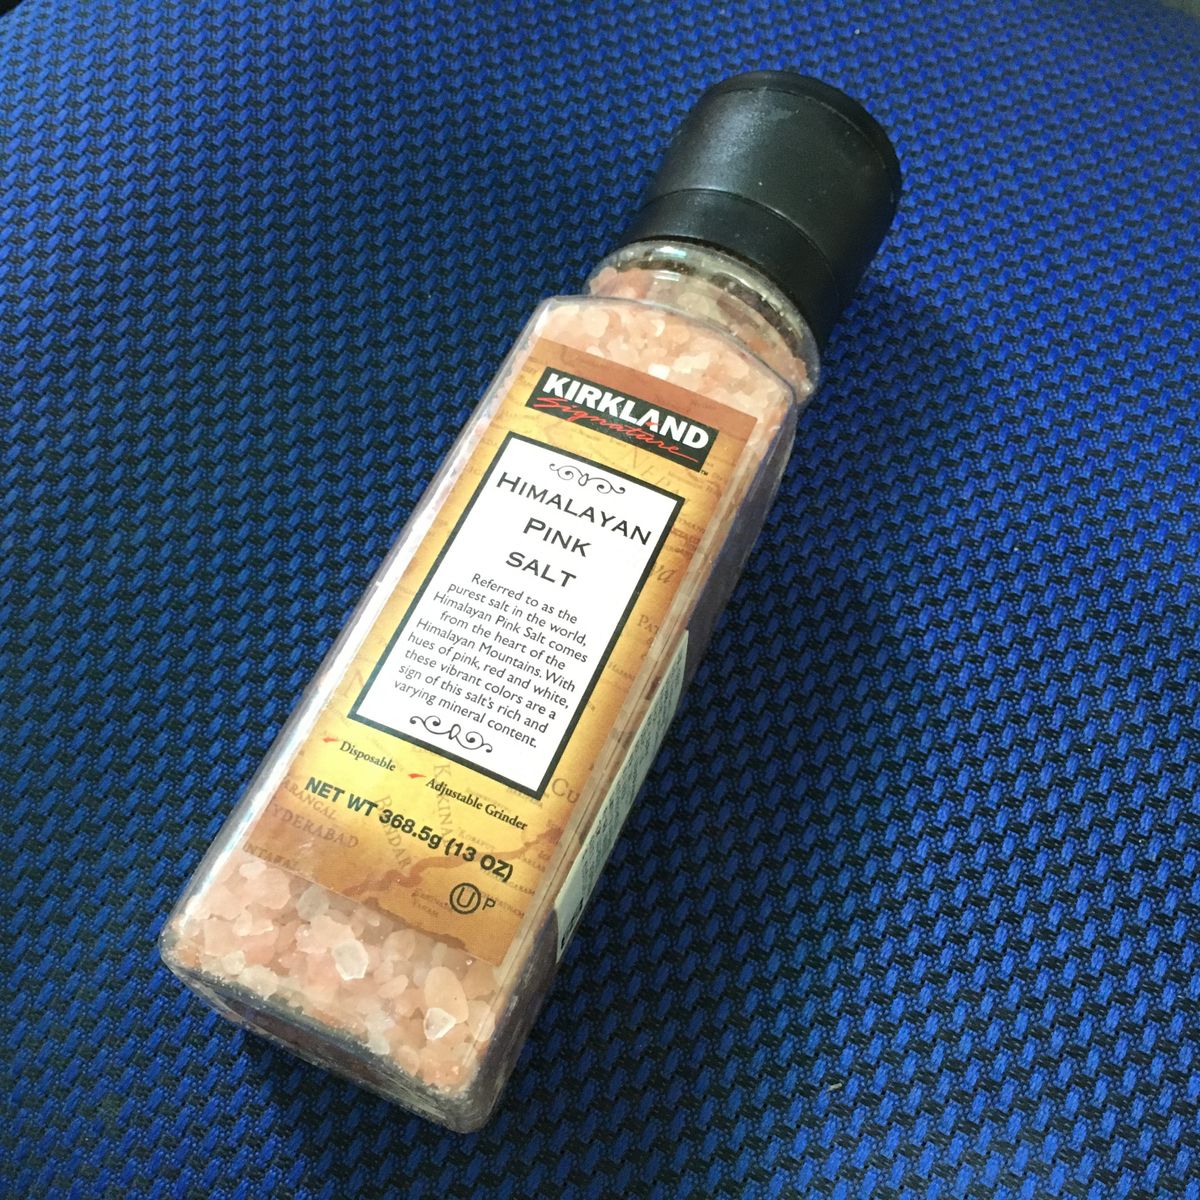 KIRKLAND
Signature™
HIMALAYAN
PINK
SALT
Referred to as the
purest salt in the world,
Himalayan Pink Salt comes
from the heart of the
Himalayan Mountains. With
hues of pink, red and white,
these vibrant colors are a
sign of this salt's rich and
varying mineral content.
Disposable
Adjustable Grinder
NET WT 368.5g (13 OZ)
U P